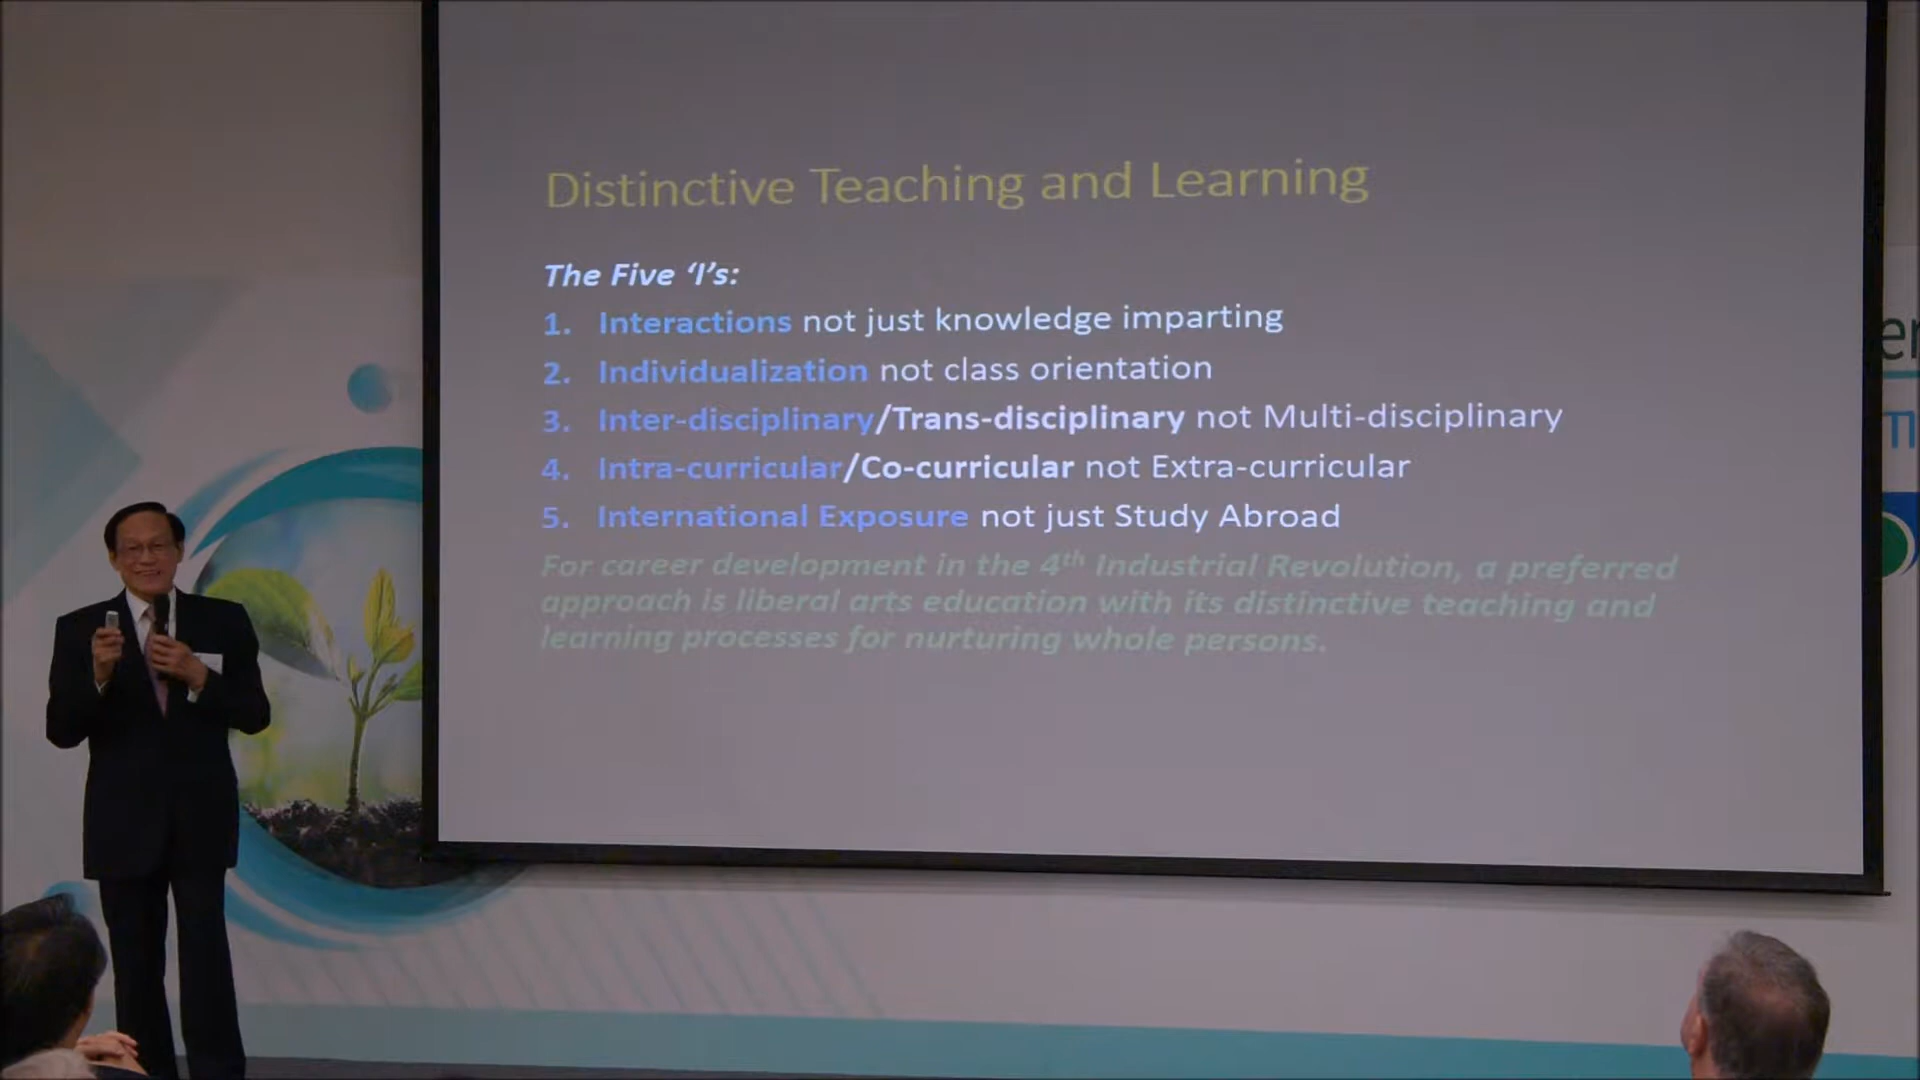 Distinctive Teaching and Learning
The Five ‘I’s:
1. Interactions not just knowledge imparting
2. Individualization not class orientation
3. Inter-disciplinary/Trans-disciplinary not Multi-disciplinary
4. Intra-curricular/Co-curricular not Extra-curricular
5. International Exposure not just Study Abroad
For career development in the 4th Industrial Revolution, a preferred
approach is liberal arts education with its distinctive teaching and
learning processes for nurturing whole persons.